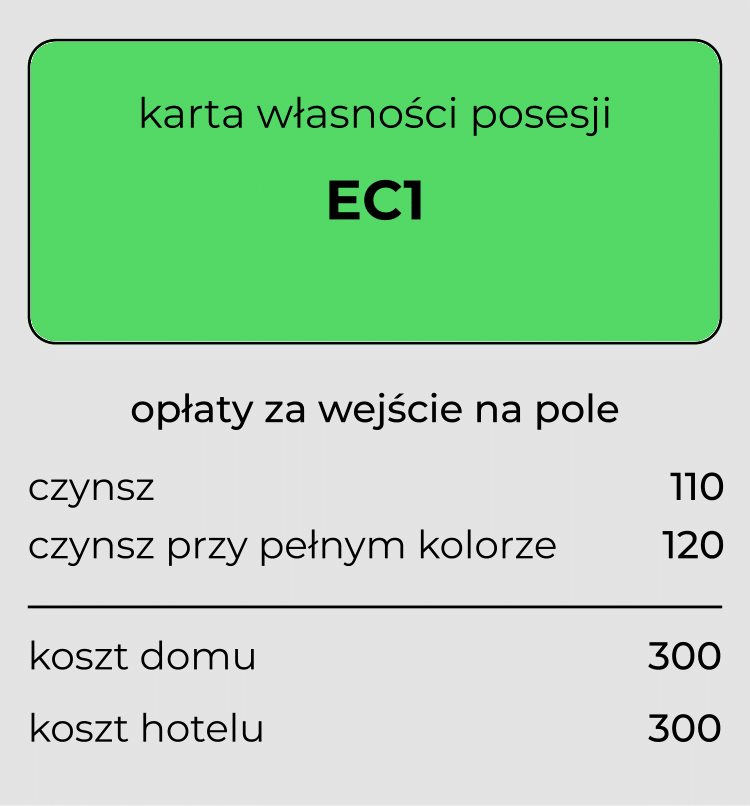 karta własności posesji
EC1
opłaty za wejście na pole
czynsz 110
czynsz przy pełnym kolorze 120
koszt domu 300
koszt hotelu 300